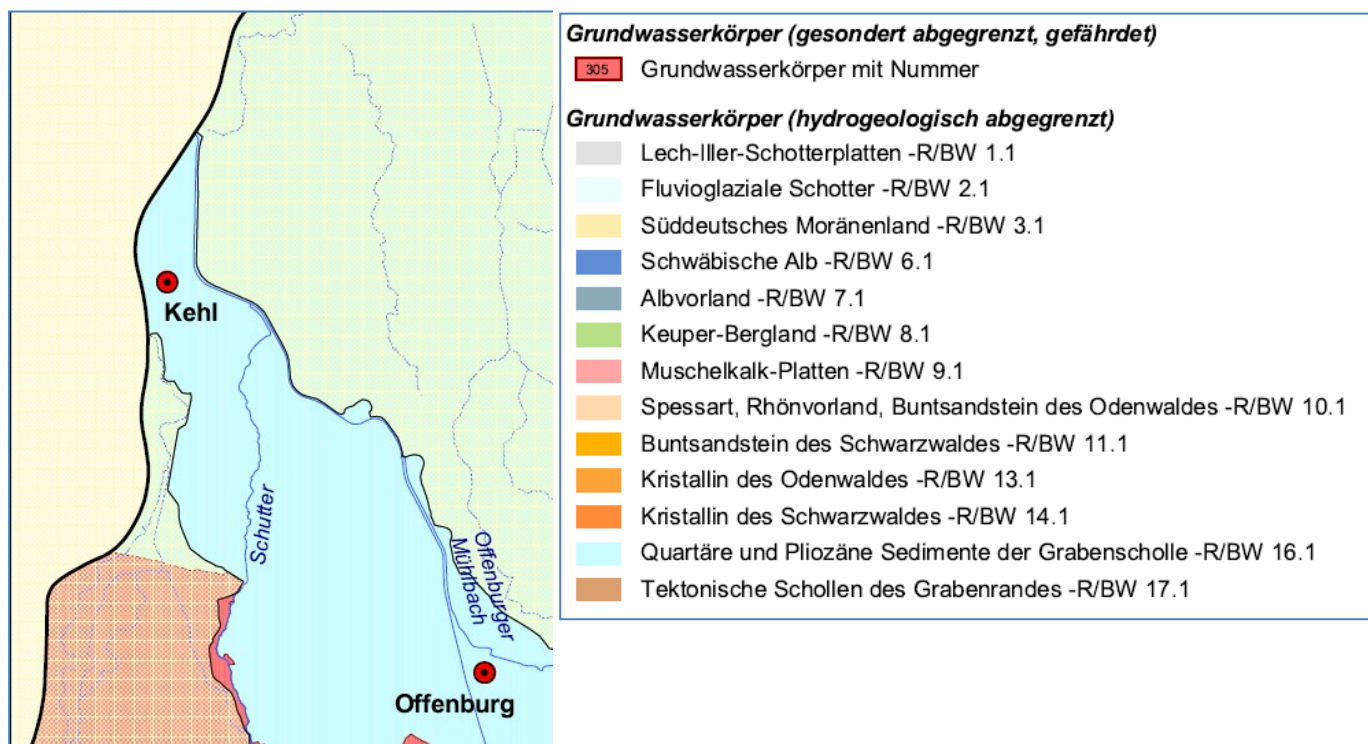 Kehl
Schutter
Offenburger
Mühlbach
Offenburg
Grundwasserkörper (gesondert abgegrenzt, gefährdet)
305 Grundwasserkörper mit Nummer
Grundwasserkörper (hydrogeologisch abgegrenzt)
Lech-Iller-Schotterplatten -R/BW 1.1
Fluvioglaziale Schotter -R/BW 2.1
Süddeutsches Moränenland -R/BW 3.1
Schwäbische Alb -R/BW 6.1
Albvorland -R/BW 7.1
Keuper-Bergland -R/BW 8.1
Muschelkalk-Platten -R/BW 9.1
Spessart, Rhönvorland, Buntsandstein des Odenwaldes -R/BW 10.1
Buntsandstein des Schwarzwaldes -R/BW 11.1
Kristallin des Odenwaldes -R/BW 13.1
Kristallin des Schwarzwaldes -R/BW 14.1
Quartäre und Pliozäne Sedimente der Grabenscholle -R/BW 16.1
Tektonische Schollen des Grabenrandes -R/BW 17.1